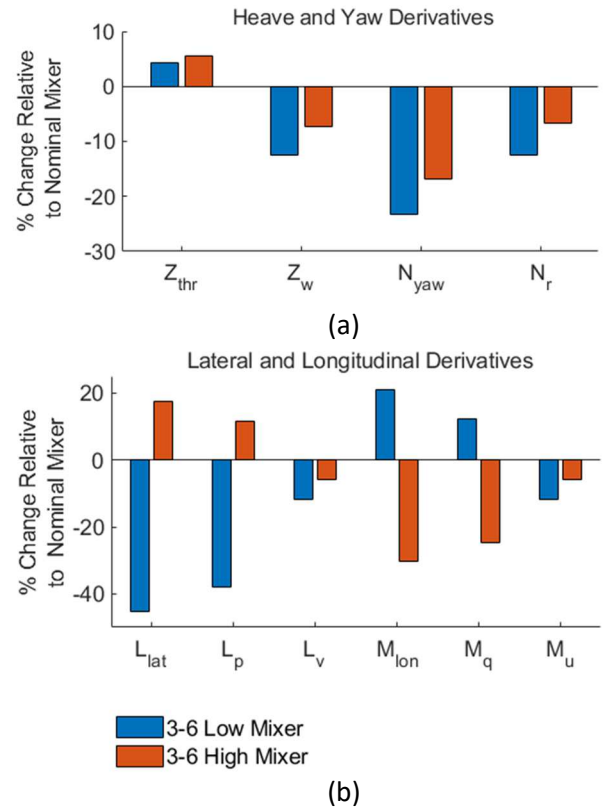 Heave and Yaw Derivatives
% Change Relative
to Nominal Mixer
10
0
-10
-20
-30
Z_thr
Z_w
N_yaw
N_r
(a)
Lateral and Longitudinal Derivatives
% Change Relative
to Nominal Mixer
20
0
-20
-40
L_lat
L_p
L_v
M_lon
M_q
M_u
3-6 Low Mixer
3-6 High Mixer
(b)